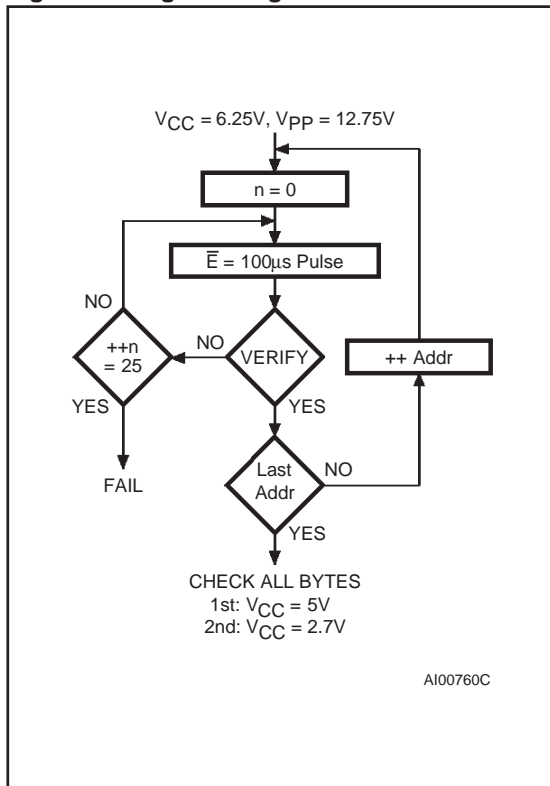 VCC = 6.25V, VPP = 12.75V
n = 0
E̅ = 100µs Pulse
NO
++n
= 25
NO
VERIFY
++ Addr
YES
YES
FAIL
Last
Addr
NO
YES
CHECK ALL BYTES
1st: VCC = 5V
2nd: VCC = 2.7V
AI00760C